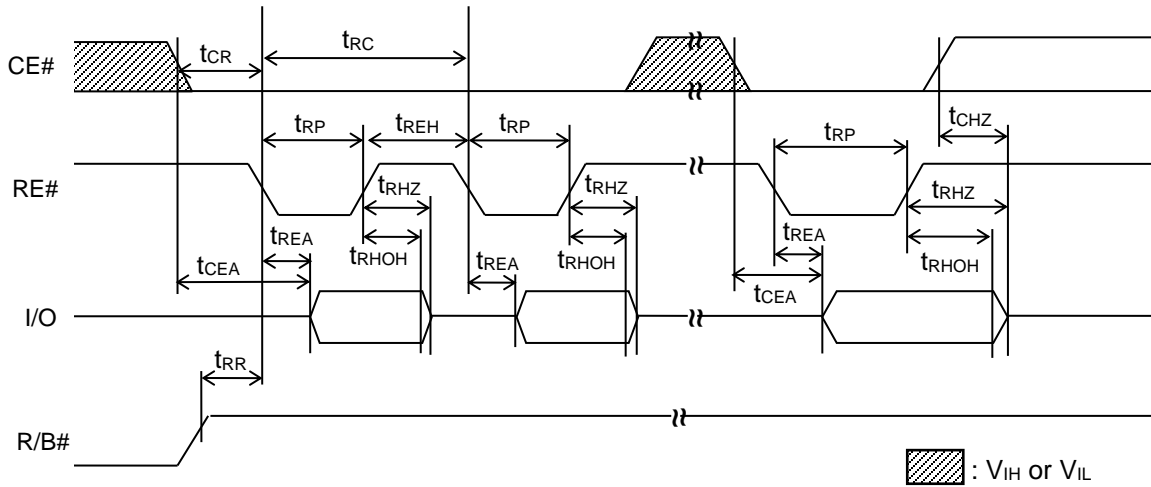 CE#
tCR
tRC
tCHZ
tRP
tREH
tRP
tRP
RE#
tRHZ
tRHZ
tRHZ
tREA
tRHOH
tREA
tRHOH
tREA
tRHOH
tCEA
tCEA
I/O
tRR
R/B#
: VIH or VIL